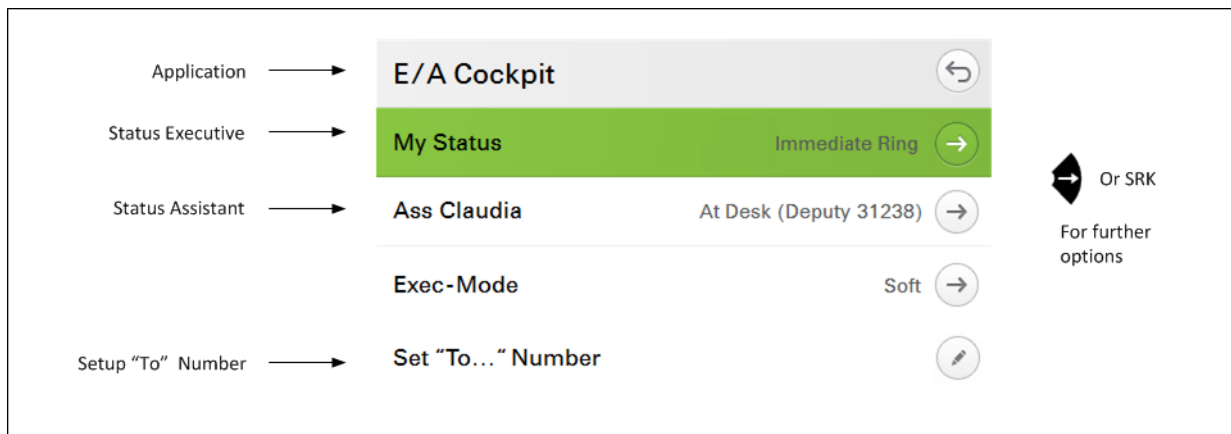 Application
E/A Cockpit
Status Executive
My Status Immediate Ring
Status Assistant
Ass Claudia At Desk (Deputy 31238)
Or SRK
For further
options
Exec-Mode Soft
Setup “To” Number
Set “To...“ Number